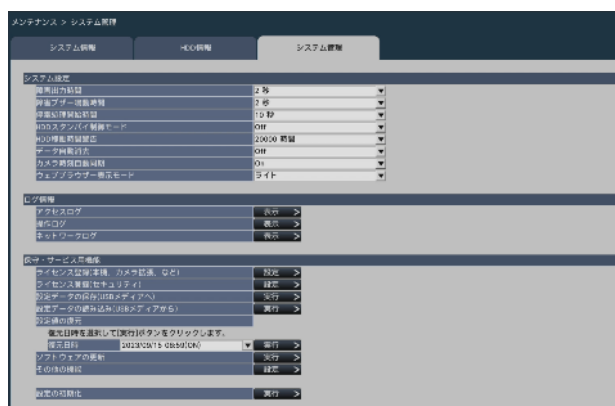 メンテナンス > システム管理
システム情報 HDD情報 システム管理
システム設定
障害出力時間 2 秒
障害ブザー鳴動時間 2 秒
停電処理開始時間 10 秒
HDDスタンバイ制御モード Off
HDD稼働時間警告 20000 時間
データ自動消去 Off
カメラ時刻自動同期 On
ウェブブラウザー表示モード ライト
ログ情報
アクセスログ 表示 >
操作ログ 表示 >
ネットワークログ 表示 >
保守・サービス用機能
ライセンス登録(本機、カメラ拡張、など) 設定 >
ライセンス登録(セキュリティ) 設定 >
設定データの保存(USBメディアへ) 実行 >
設定データの読み込み(USBメディアから) 実行 >
設定値の復元
復元日時を選択して[実行]ボタンをクリックします。
復元日時 2023/09/15 08:59(ON) 実行 >
ソフトウェアの更新 実行 >
その他の機能 設定 >
設定の初期化 実行 >